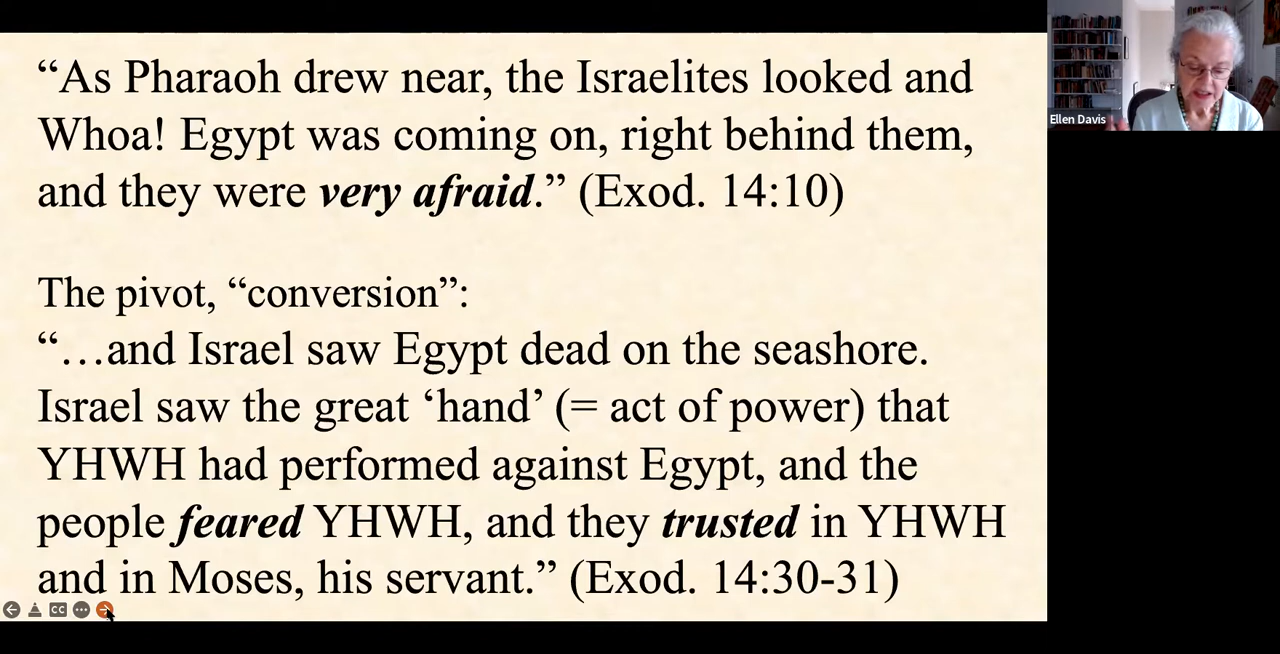 “As Pharaoh drew near, the Israelites looked and
Whoa! Egypt was coming on, right behind them,
and they were very afraid.” (Exod. 14:10)
The pivot, “conversion”:
“…and Israel saw Egypt dead on the seashore.
Israel saw the great ‘hand’ (= act of power) that
YHWH had performed against Egypt, and the
people feared YHWH, and they trusted in YHWH
and in Moses, his servant.” (Exod. 14:30-31)
CC
Ellen Davis